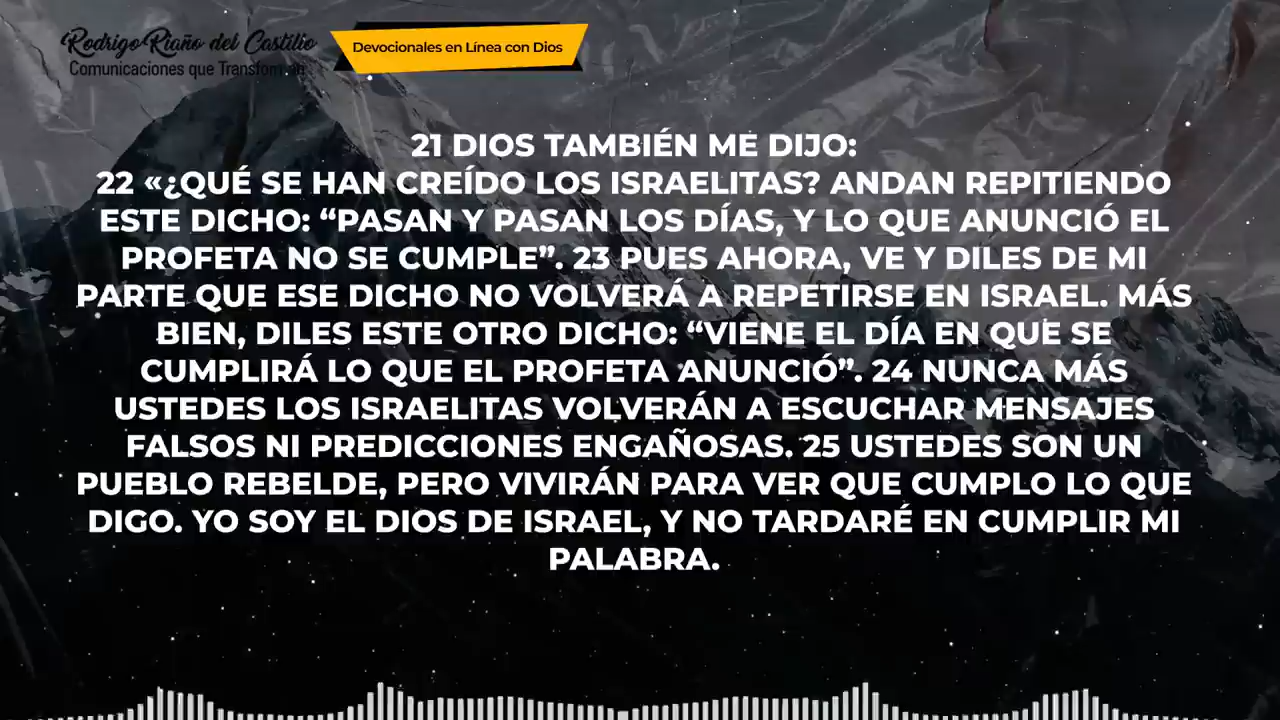 Rodrigo Riaño del Castillo
Comunicaciones que Transforman
Devocionales en Línea con Dios
21 DIOS TAMBIÉN ME DIJO:
22 «¿QUÉ SE HAN CREÍDO LOS ISRAELITAS? ANDAN REPITIENDO
ESTE DICHO: “PASAN Y PASAN LOS DÍAS, Y LO QUE ANUNCIÓ EL
PROFETA NO SE CUMPLE”. 23 PUES AHORA, VE Y DILES DE MI
PARTE QUE ESE DICHO NO VOLVERÁ A REPETIRSE EN ISRAEL. MÁS
BIEN, DILES ESTE OTRO DICHO: “VIENE EL DÍA EN QUE SE
CUMPLIRÁ LO QUE EL PROFETA ANUNCIÓ”. 24 NUNCA MÁS
USTEDES LOS ISRAELITAS VOLVERÁN A ESCUCHAR MENSAJES
FALSOS NI PREDICCIONES ENGAÑOSAS. 25 USTEDES SON UN
PUEBLO REBELDE, PERO VIVIRÁN PARA VER QUE CUMPLO LO QUE
DIGO. YO SOY EL DIOS DE ISRAEL, Y NO TARDARÉ EN CUMPLIR MI
PALABRA.